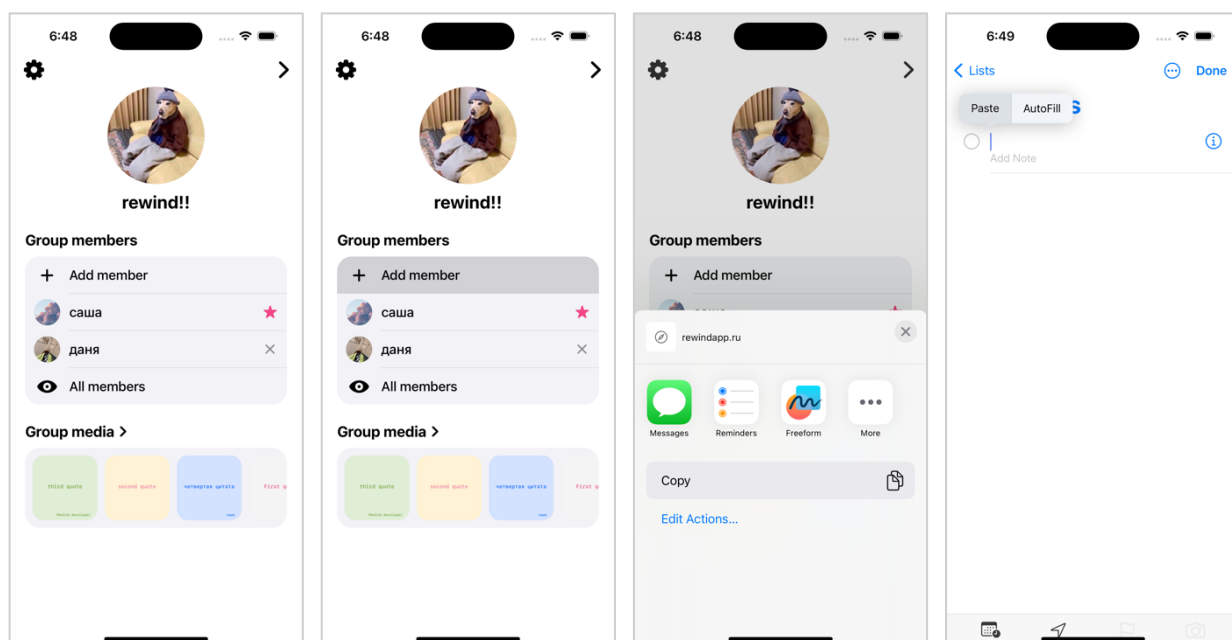 6:48
rewind!!
Group members
Add member
саша
даня
All members
Group media >
third quote
second quote
четвертая цитата
first q
6:48
rewind!!
Group members
Add member
саша
даня
All members
Group media >
third quote
second quote
четвертая цитата
first q
6:48
rewind!!
Group members
Add member
rewindapp.ru
Messages
Reminders
Freeform
More
Copy
Edit Actions...
6:49
Lists
Done
Paste
AutoFill
s
Add Note